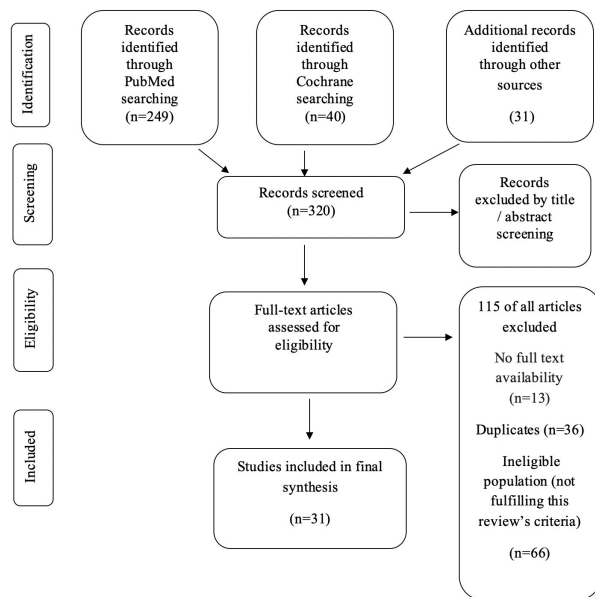 Identification
Records
identified
through
PubMed
searching
(n=249)
Records
identified
through
Cochrane
searching
(n=40)
Additional records
identified
through other
sources
(31)
Screening
Records screened
(n=320)
Records
excluded by title
/ abstract
screening
Eligibility
Full-text articles
assessed for
eligibility
115 of all articles
excluded
No full text
availability
(n=13)
Duplicates (n=36)
Ineligible
population (not
fulfilling this
review's criteria)
(n=66)
Included
Studies included in final
synthesis
(n=31)